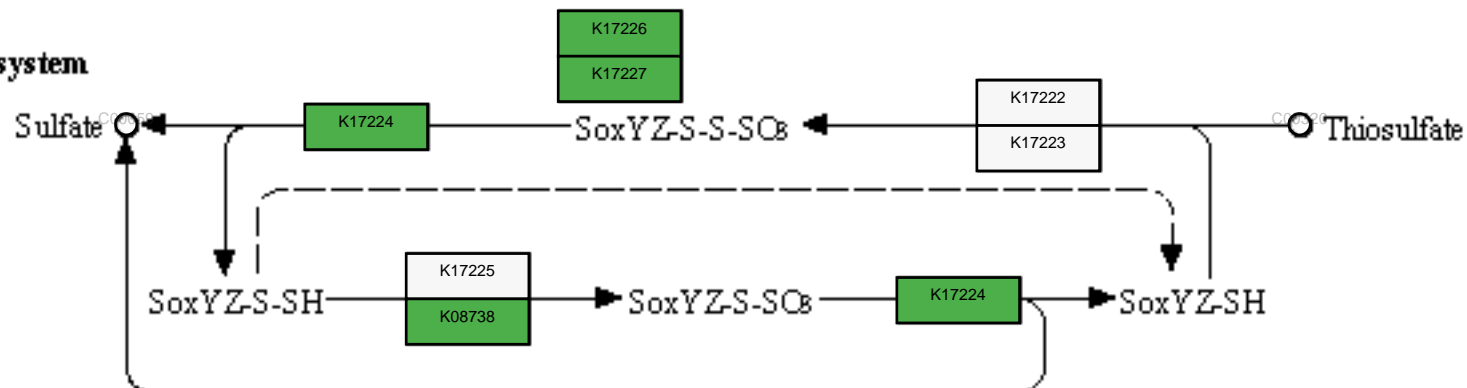 system
K17226
K17227
K17222
K17224
K17223
Sulfate
SoxYZ-S-S-SO3
Thiosulfate
K17225
K17224
SoxYZ-S-SH
SoxYZ-S-SO3
SoxYZ-SH
K08738